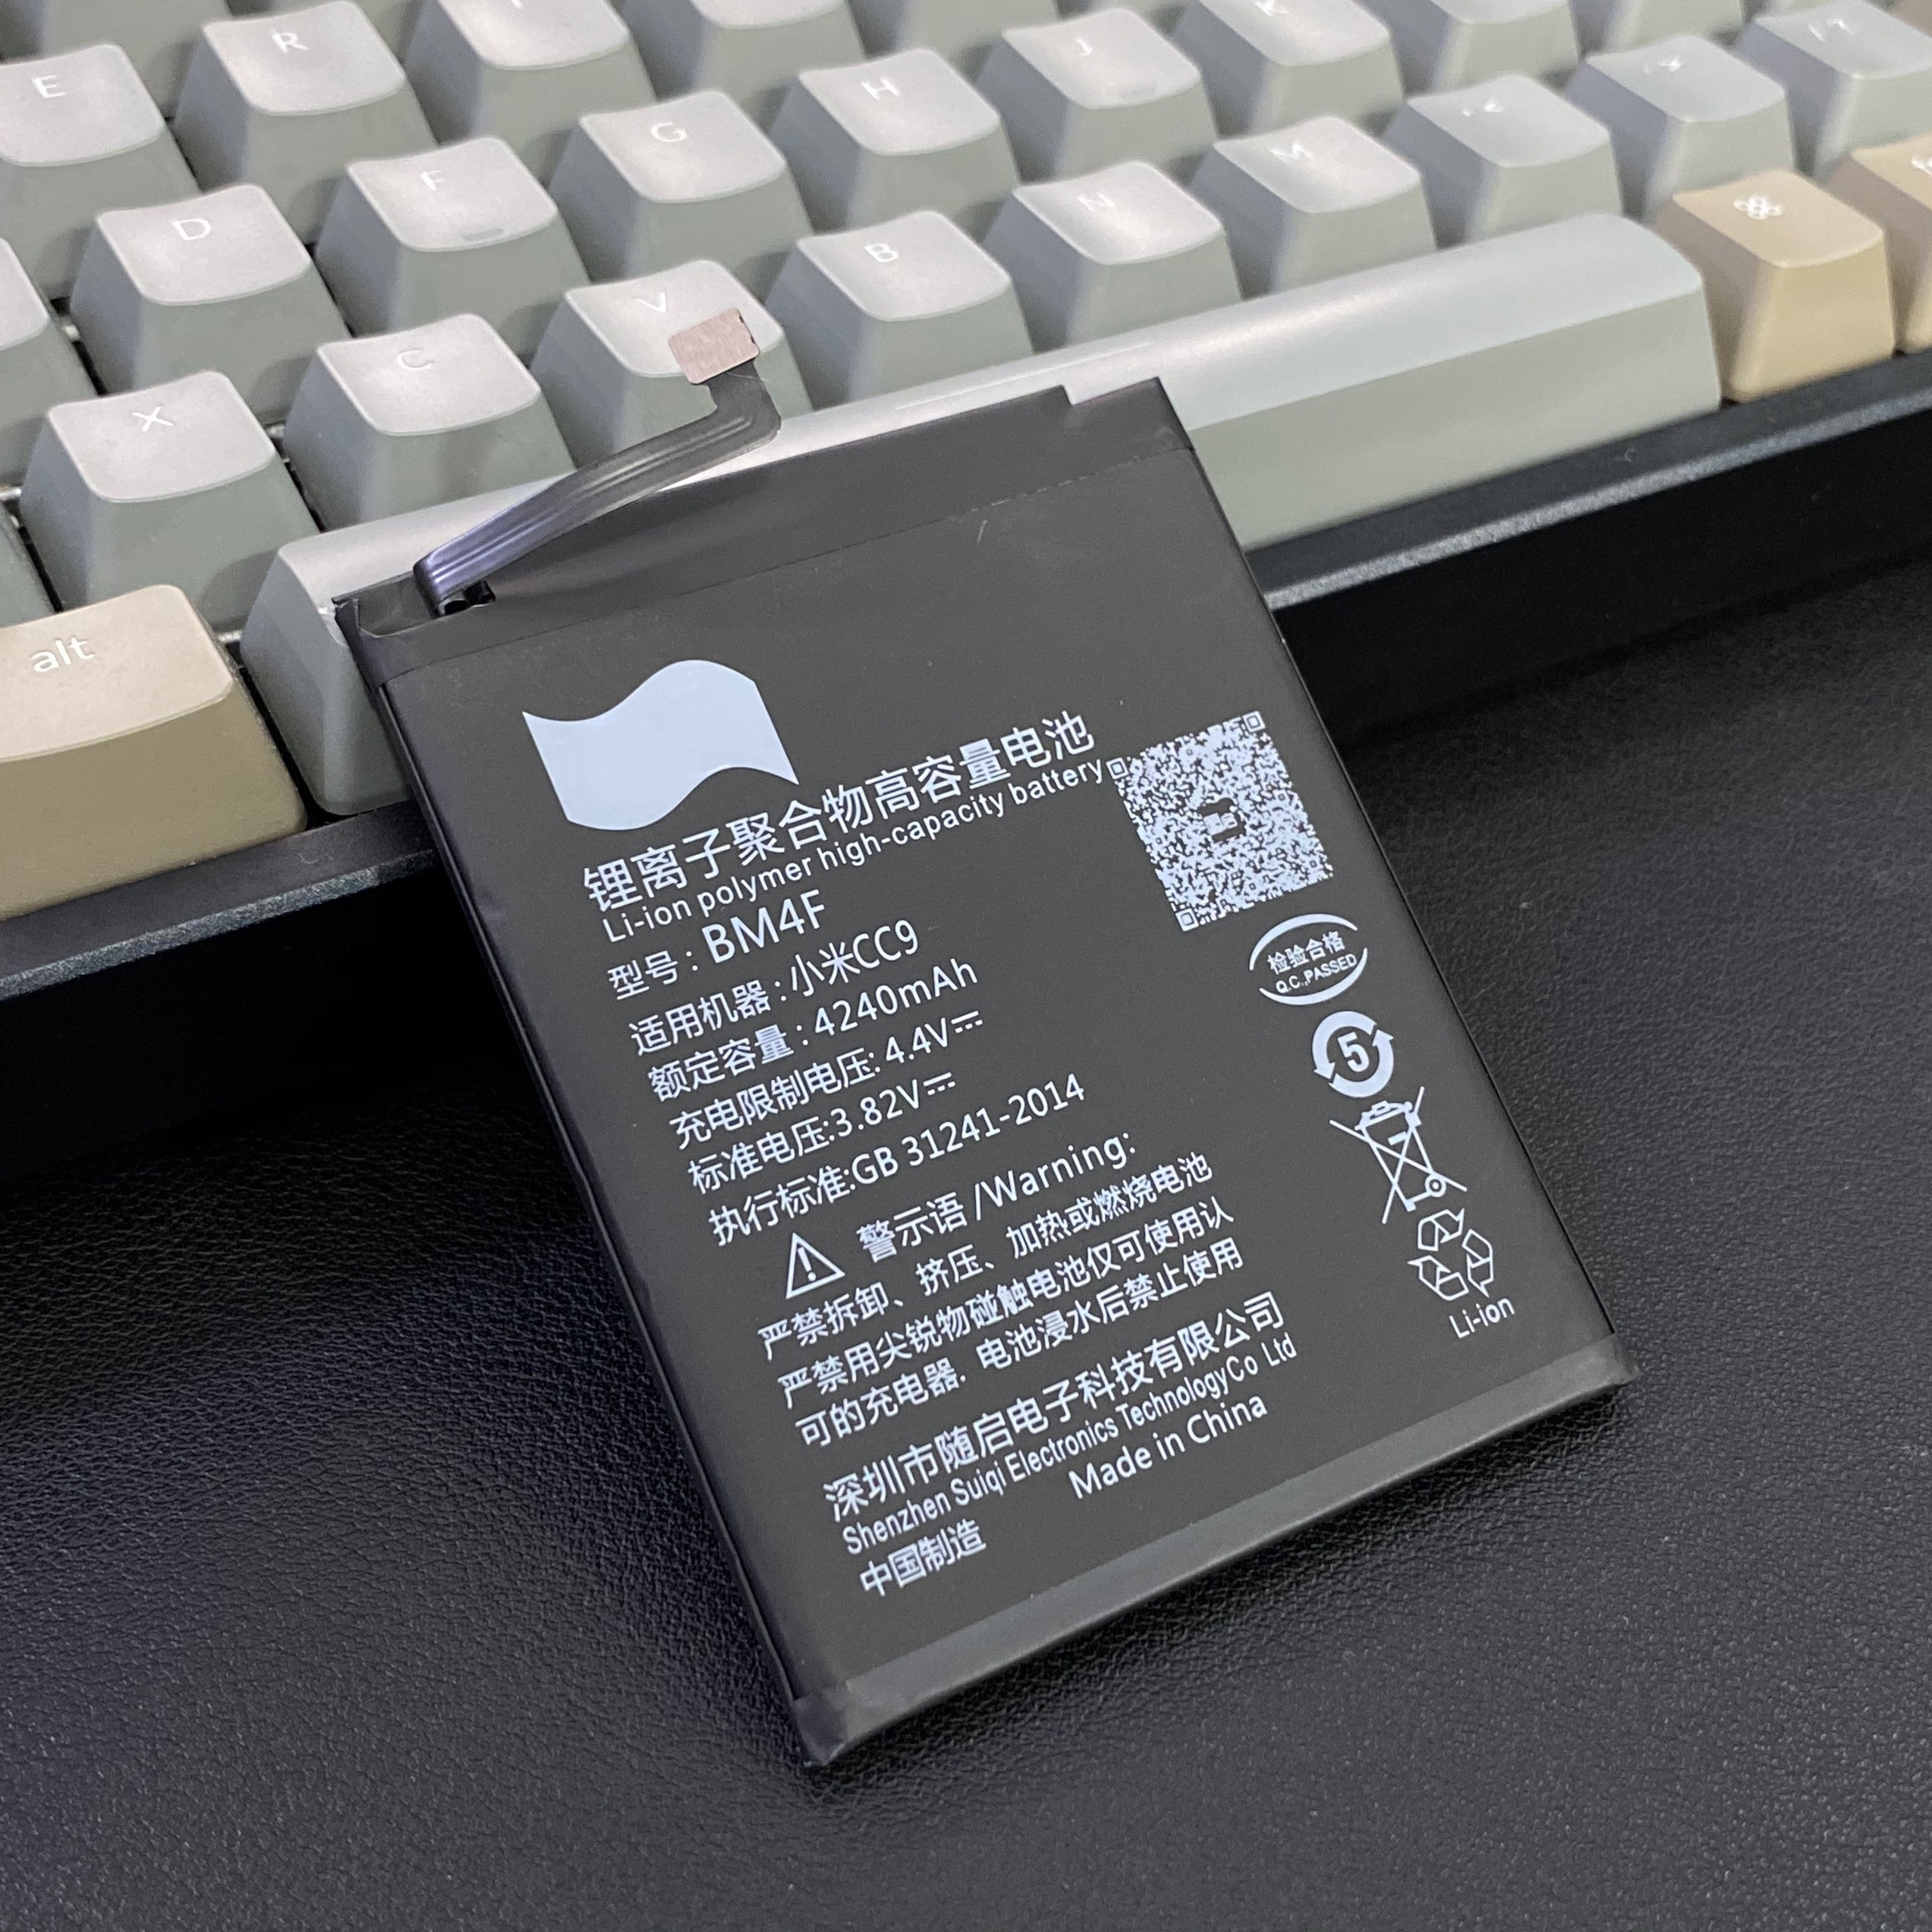 R
E
H
J
K
G
F
D
M
N
B
V
C
X
alt
⌘
锂离子聚合物高容量电池
Li-ion polymer high-capacity battery
型号：BM4F
适用机器：小米CC9
额定容量：4240mAh
充电限制电压: 4.4V⎓
标准电压:3.82V⎓
执行标准:GB 31241-2014
警示语/Warning:
严禁拆卸、挤压、加热或燃烧电池
严禁用尖锐物碰触电池仅可使用认
可的充电器. 电池浸水后禁止使用
深圳市随启电子科技有限公司
Shenzhen Suiqi Electronics TechnologyCo Ltd
中国制造 Made in China
检验合格
Q.C.,PASSED
5
Li-ion